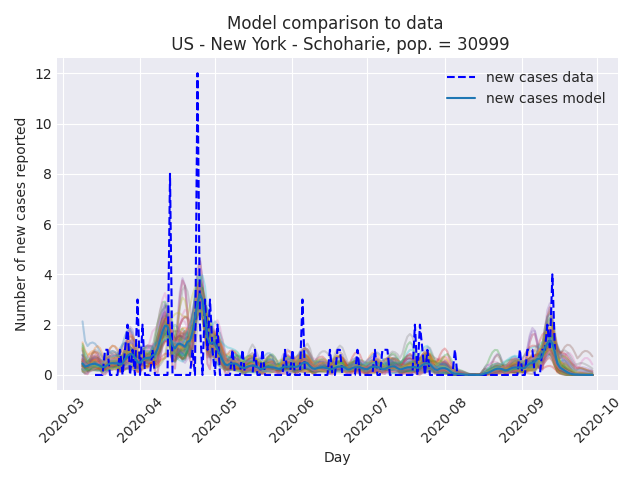 Model comparison to data
US - New York - Schoharie, pop. = 30999
new cases data
new cases model
Number of new cases reported
12
10
8
6
4
2
0
2020-03
2020-04
2020-05
2020-06
2020-07
2020-08
2020-09
2020-10
Day